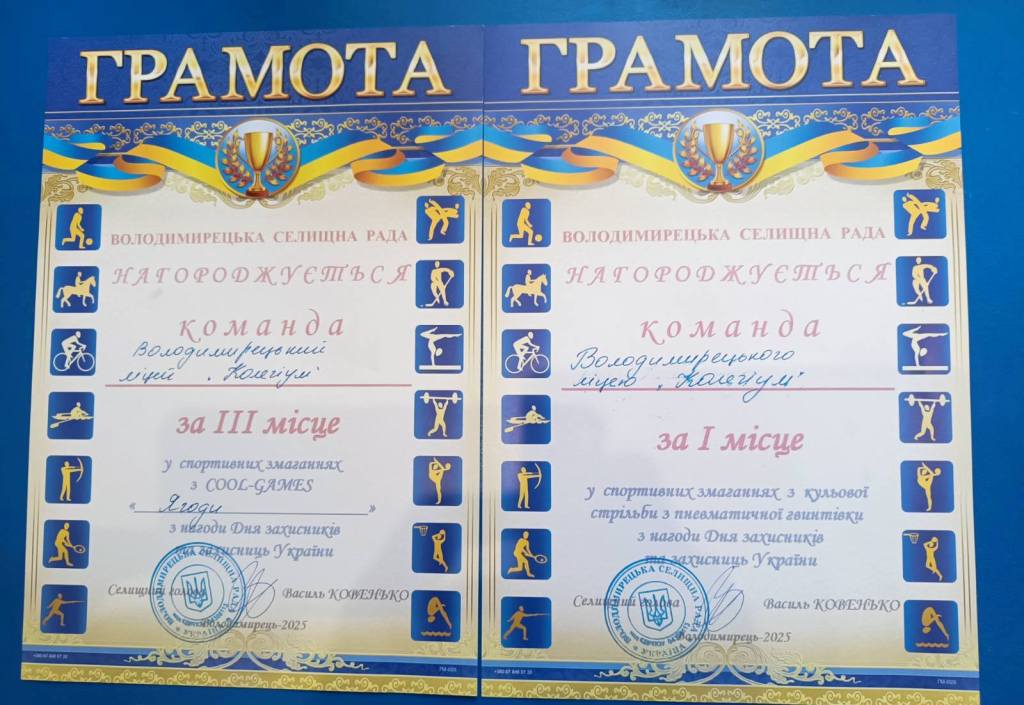 ГРАМОТА
ВОЛОДИМИРЕЦЬКА СЕЛИЩНА РАДА
НАГОРОДЖУЄТЬСЯ
команда
Володимирецький
ліцей „Колегіум"
за ІІІ місце
у спортивних змаганнях
з COOL-GAMES
« Ягоди »
з нагоди Дня захисників
та захисниць України
Селищний голова Василь КОВЕНЬКО
Володимирець-2025
ГРАМОТА
ВОЛОДИМИРЕЦЬКА СЕЛИЩНА РАДА
НАГОРОДЖУЄТЬСЯ
команда
Володимирецького
ліцею „Колегіум"
за І місце
у спортивних змаганнях з кульової
стрільби з пневматичної гвинтівки
з нагоди Дня захисників
та захисниць України
Селищний голова Василь КОВЕНЬКО
Володимирець-2025